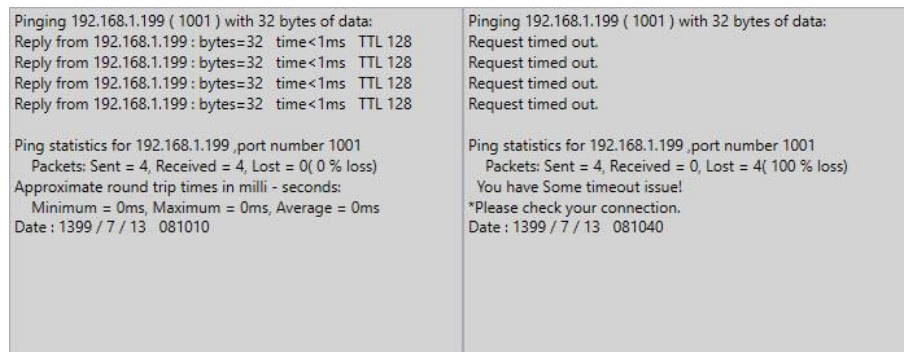 Pinging 192.168.1.199 ( 1001 ) with 32 bytes of data:
Reply from 192.168.1.199 : bytes=32   time<1ms   TTL 128
Reply from 192.168.1.199 : bytes=32   time<1ms   TTL 128
Reply from 192.168.1.199 : bytes=32   time<1ms   TTL 128
Reply from 192.168.1.199 : bytes=32   time<1ms   TTL 128
Ping statistics for 192.168.1.199 ,port number 1001
Packets: Sent = 4, Received = 4, Lost = 0( 0 % loss)
Approximate round trip times in milli - seconds:
Minimum = 0ms, Maximum = 0ms, Average = 0ms
Date : 1399 / 7 / 13   081010
Pinging 192.168.1.199 ( 1001 ) with 32 bytes of data:
Request timed out.
Request timed out.
Request timed out.
Request timed out.
Ping statistics for 192.168.1.199 ,port number 1001
Packets: Sent = 4, Received = 0, Lost = 4( 100 % loss)
You have Some timeout issue!
*Please check your connection.
Date : 1399 / 7 / 13   081040